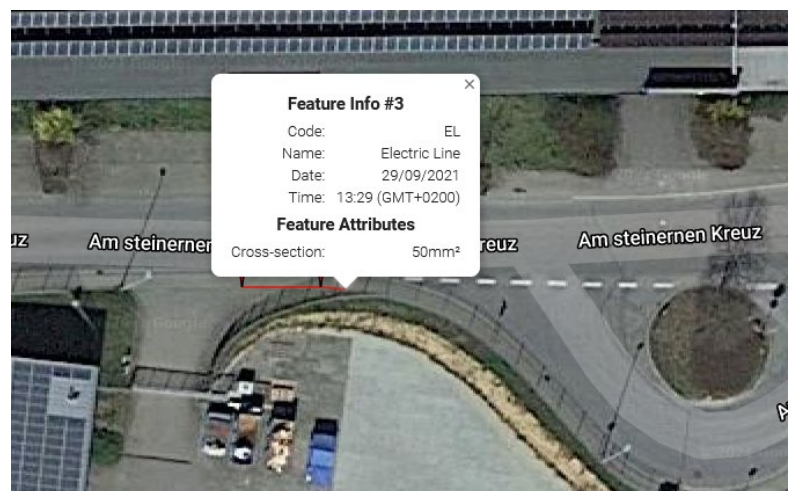 ×
Feature Info #3
Code: EL
Name: Electric Line
Date: 29/09/2021
Time: 13:29 (GMT+0200)
Feature Attributes
Cross-section: 50mm²
uz
Am steinernen
reuz
Am steinernen Kreuz
A